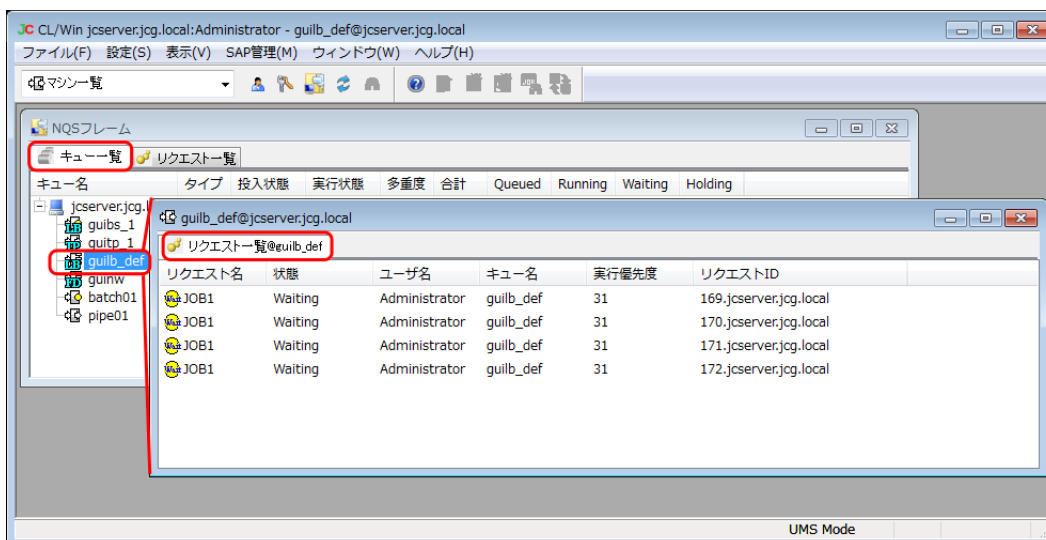 JC CL/Win jcserver.jcg.local:Administrator - guilb_def@jcserver.jcg.local
ファイル(F) 設定(S) 表示(V) SAP管理(M) ウィンドウ(W) ヘルプ(H)
マシン一覧
NQSフレーム
キュー一覧 リクエスト一覧
キュー名 タイプ 投入状態 実行状態 多重度 合計 Queued Running Waiting Holding
jcserver.jcg.l
guibs_1
guitp_1
guilb_def
guinw
batch01
pipe01
guilb_def@jcserver.jcg.local
リクエスト一覧@guilb_def
リクエスト名 状態 ユーザ名 キュー名 実行優先度 リクエストID
Wait JOB1 Waiting Administrator guilb_def 31 169.jcserver.jcg.local
Wait JOB1 Waiting Administrator guilb_def 31 170.jcserver.jcg.local
Wait JOB1 Waiting Administrator guilb_def 31 171.jcserver.jcg.local
Wait JOB1 Waiting Administrator guilb_def 31 172.jcserver.jcg.local
UMS Mode